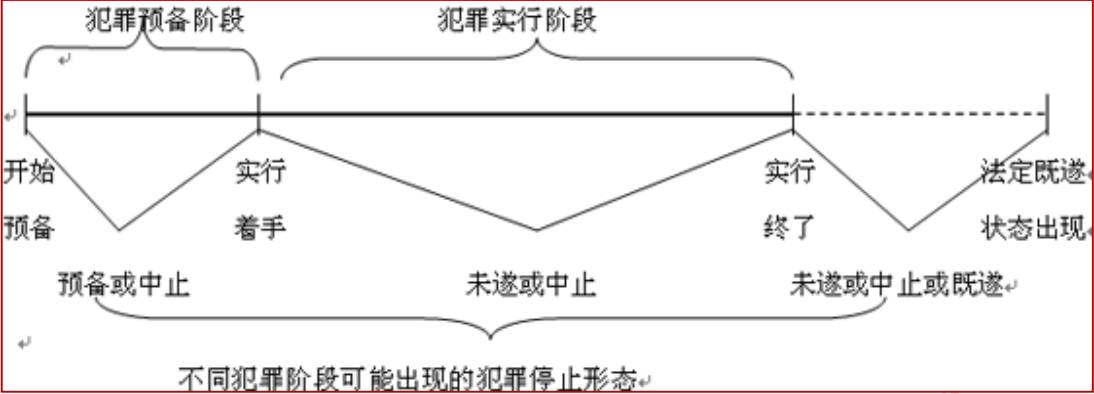 犯罪预备阶段 犯罪实行阶段
开始 实行 实行 法定既遂
预备 着手 终了 状态出现
预备或中止 未遂或中止 未遂或中止或既遂
不同犯罪阶段可能出现的犯罪停止形态